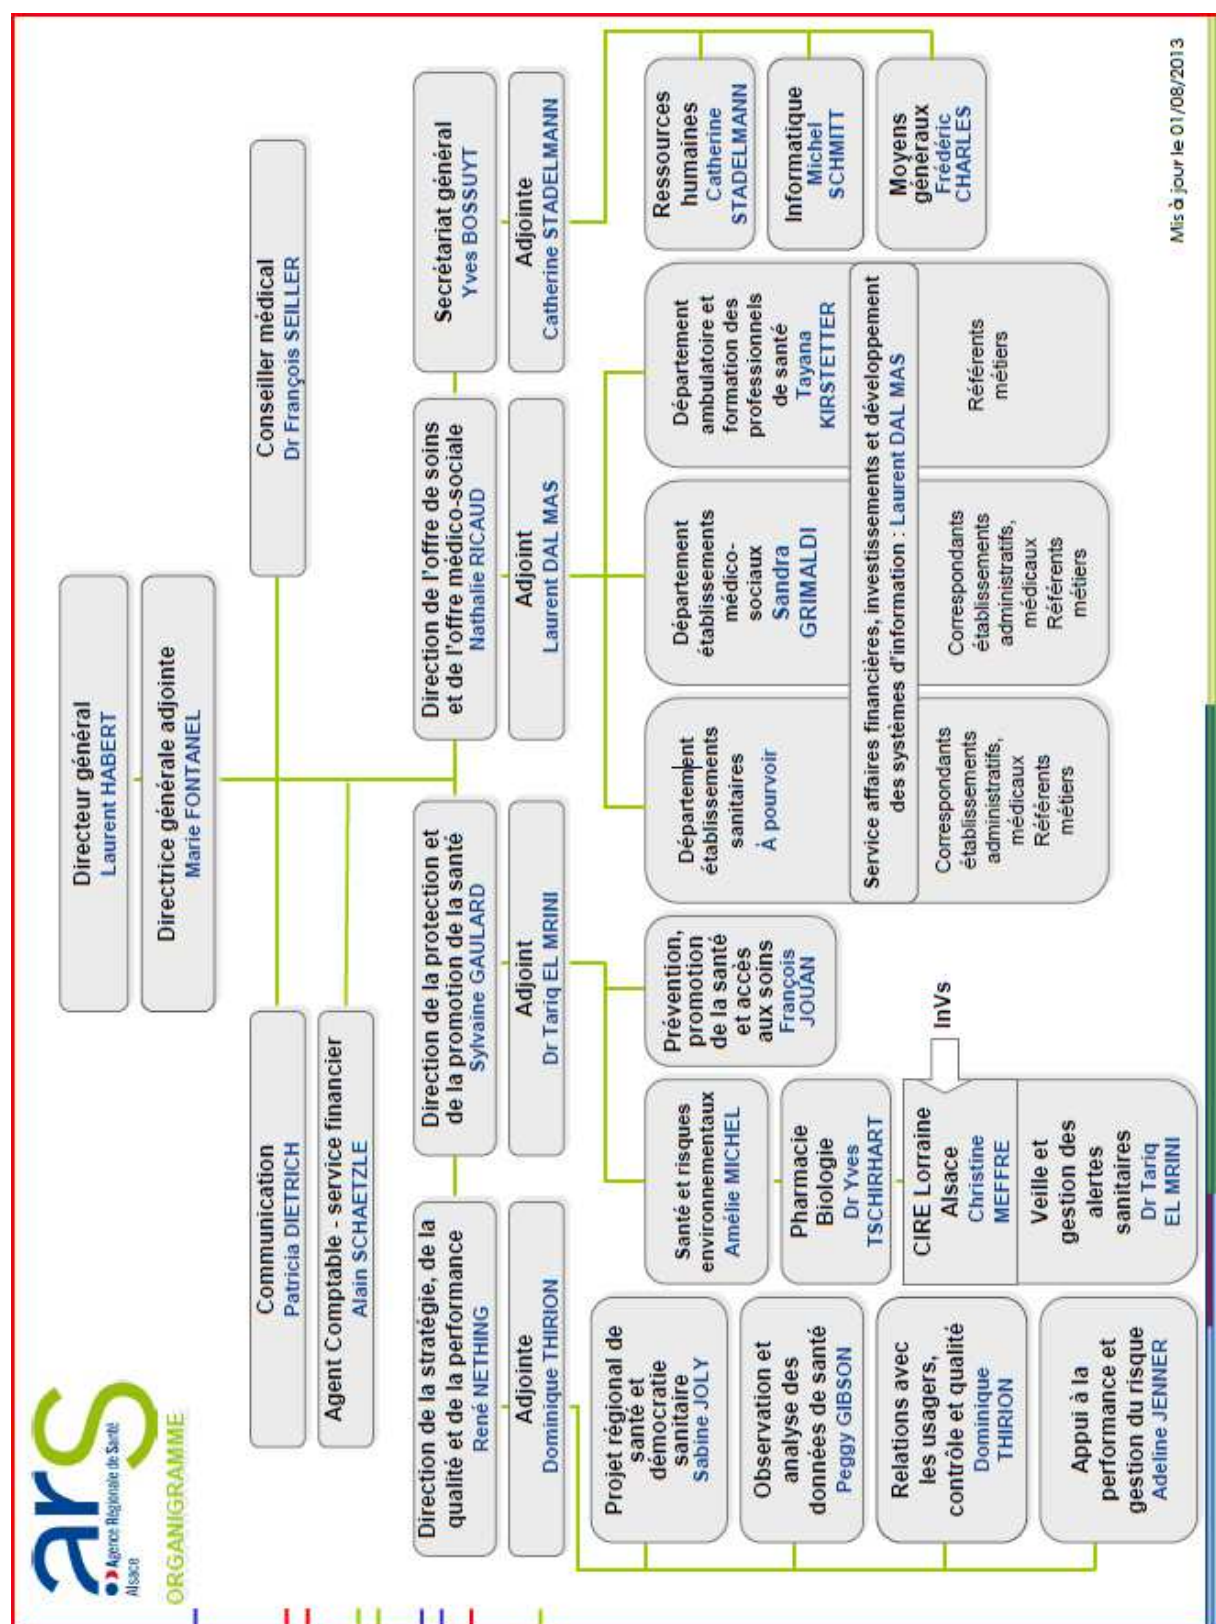 ars
Agence Régionale de Santé
Alsace
ORGANIGRAMME
Directeur général
Laurent HABERT
Directrice générale adjointe
Marie FONTANEL
Communication
Patricia DIETRICH
Conseiller médical
Dr François SEILLER
Agent Comptable - service financier
Alain SCHAETZLE
Direction de la stratégie, de la
qualité et de la performance
René NETHING
Adjointe
Dominique THIRION
Projet régional de
santé et
démocratie
sanitaire
Sabine JOLY
Observation et
analyse des
données de santé
Peggy GIBSON
Relations avec
les usagers,
contrôle et qualité
Dominique
THIRION
Appui à la
performance et
gestion du risque
Adeline JENNER
Direction de la protection et
de la promotion de la santé
Sylvaine GAULARD
Adjoint
Dr Tariq EL MRINI
Santé et risques
environnementaux
Amélie MICHEL
Pharmacie
Biologie
Dr Yves
TSCHIRHART
CIRE Lorraine
Alsace
Christine
MEFFRE
InVs
Veille et
gestion des
alertes
sanitaires
Dr Tariq
EL MRINI
Prévention,
promotion
de la santé
et accès
aux soins
François
JOUAN
Direction de l'offre de soins
et de l'offre médico-sociale
Nathalie RICAUD
Adjoint
Laurent DAL MAS
Département
établissements
sanitaires
À pourvoir
Département
établissements
médico-
sociaux
Sandra
GRIMALDI
Département
ambulatoire et
formation des
professionnels
de santé
Tayana
KIRSTETTER
Service affaires financières, investissements et développement
des systèmes d'information : Laurent DAL MAS
Correspondants
établissements
administratifs,
médicaux
Référents
métiers
Correspondants
établissements
administratifs,
médicaux
Référents
métiers
Référents
métiers
Secrétariat général
Yves BOSSUYT
Adjointe
Catherine STADELMANN
Ressources
humaines
Catherine
STADELMANN
Informatique
Michel
SCHMITT
Moyens
généraux
Frédéric
CHARLES
Mis à jour le 01/08/2013